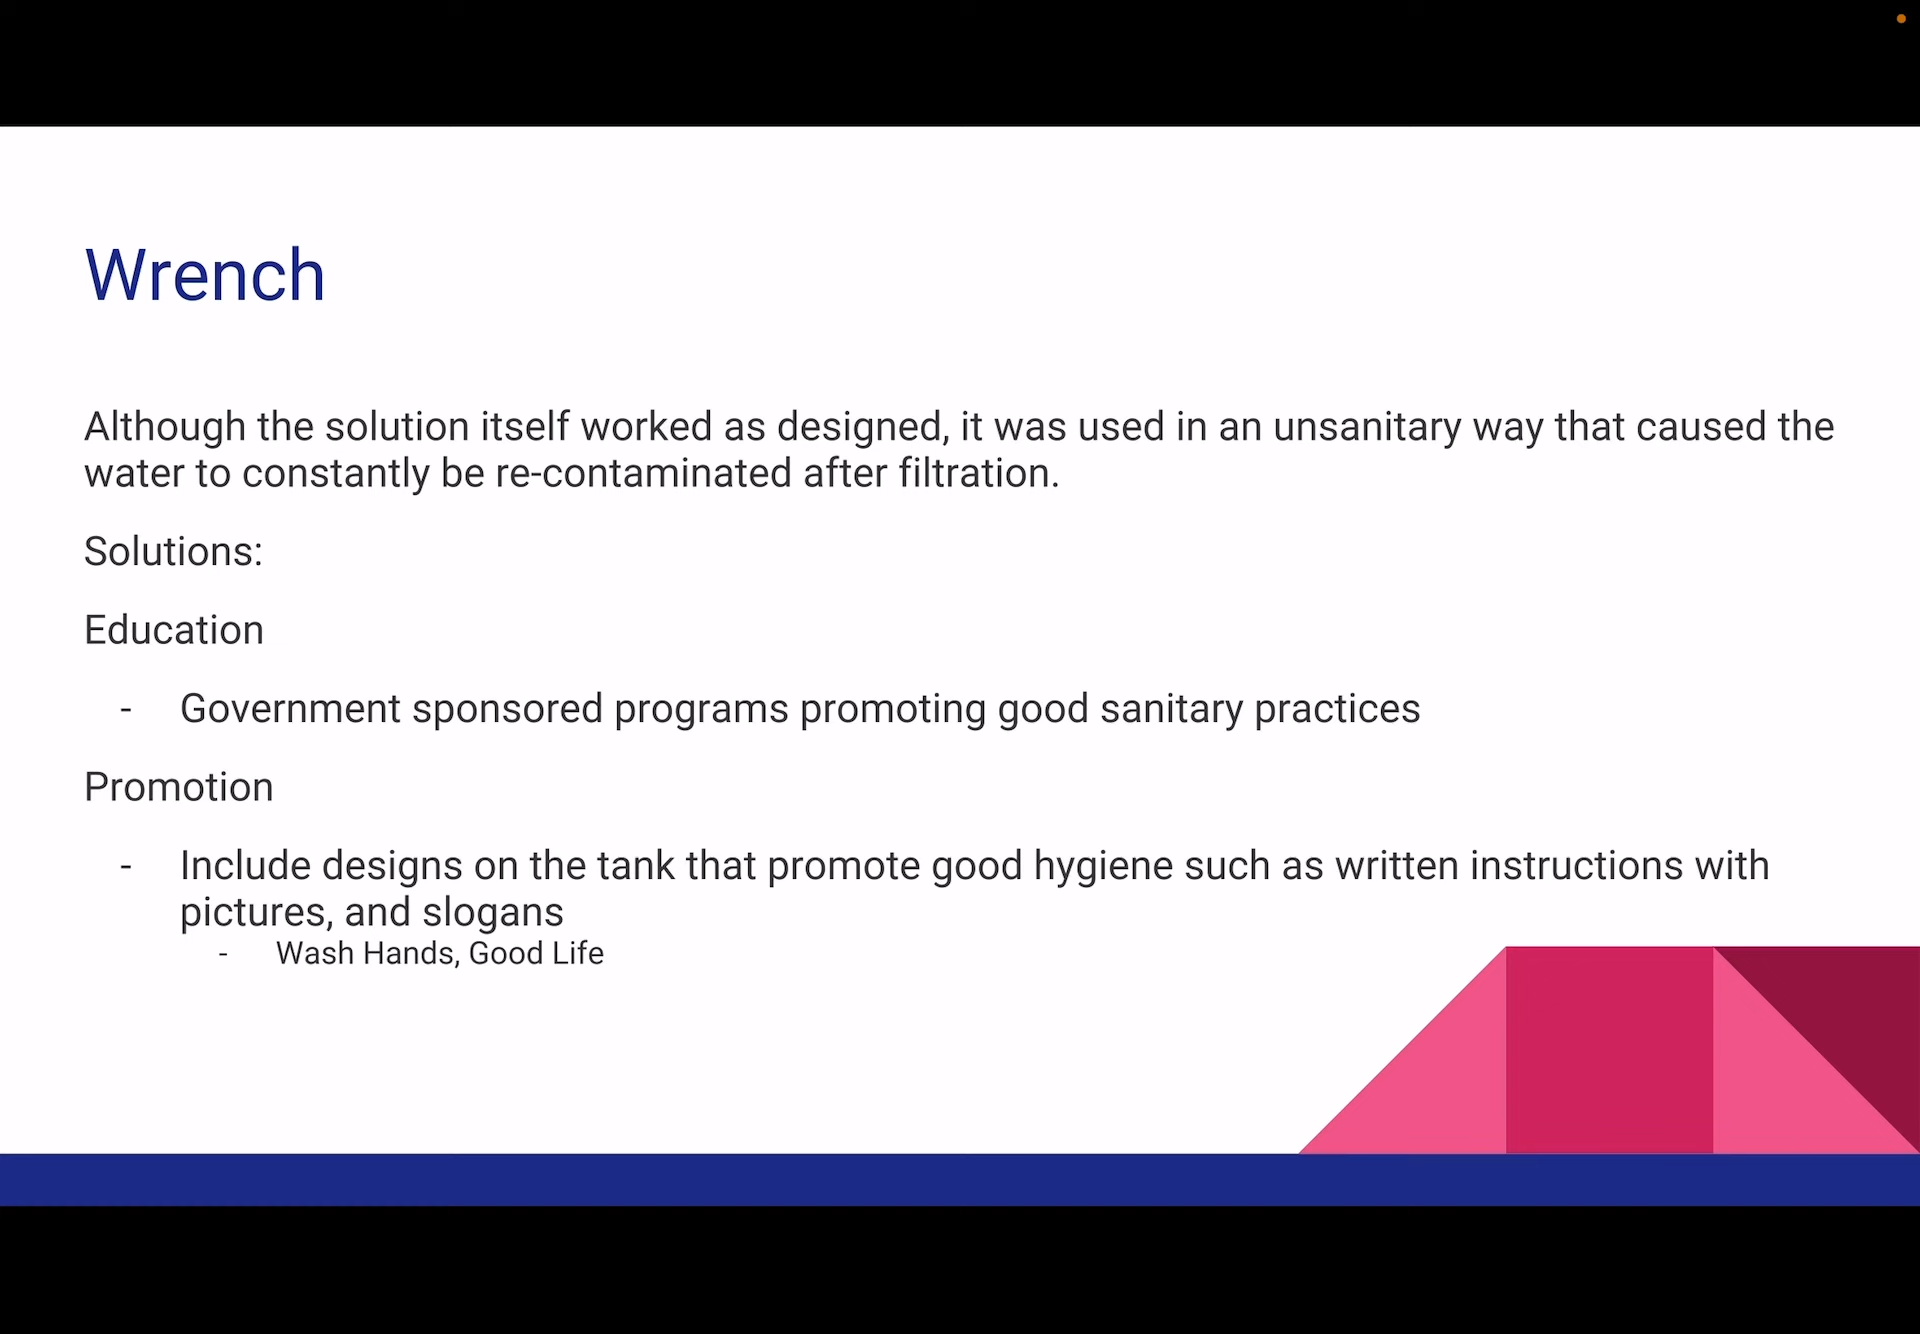 Wrench
Although the solution itself worked as designed, it was used in an unsanitary way that caused the
water to constantly be re-contaminated after filtration.
Solutions:
Education
- Government sponsored programs promoting good sanitary practices
Promotion
- Include designs on the tank that promote good hygiene such as written instructions with
pictures, and slogans
- Wash Hands, Good Life